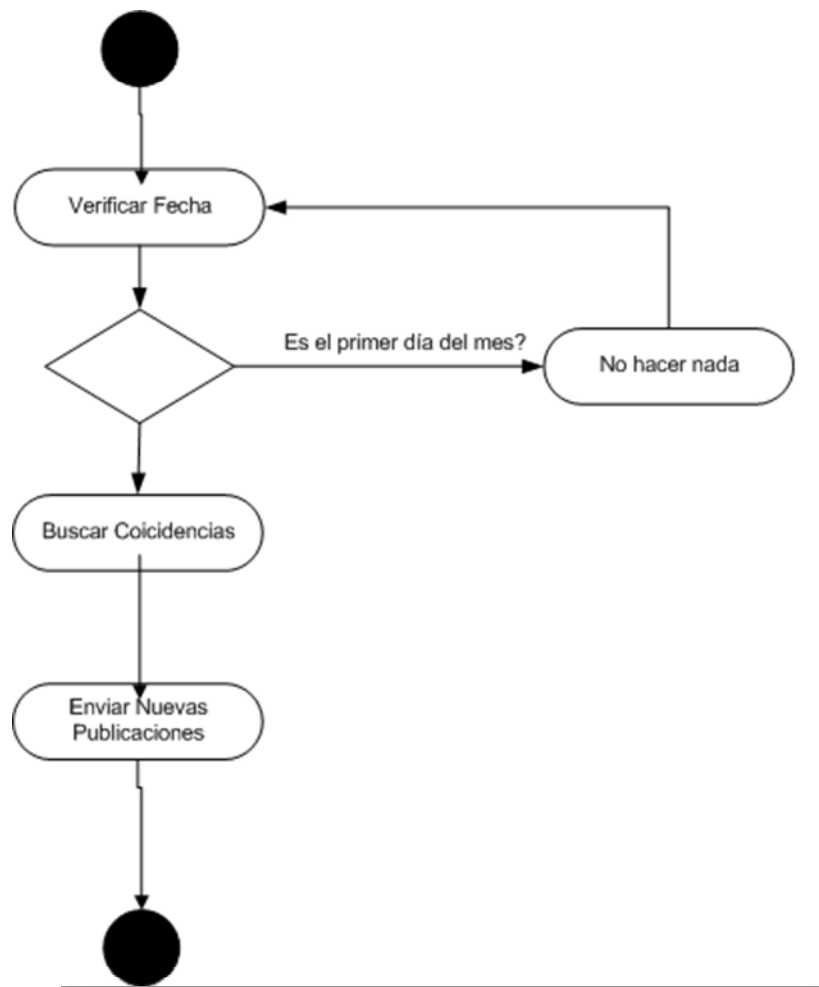 Verificar Fecha
Es el primer día del mes?
No hacer nada
Buscar Coicidencias
Enviar Nuevas
Publicaciones